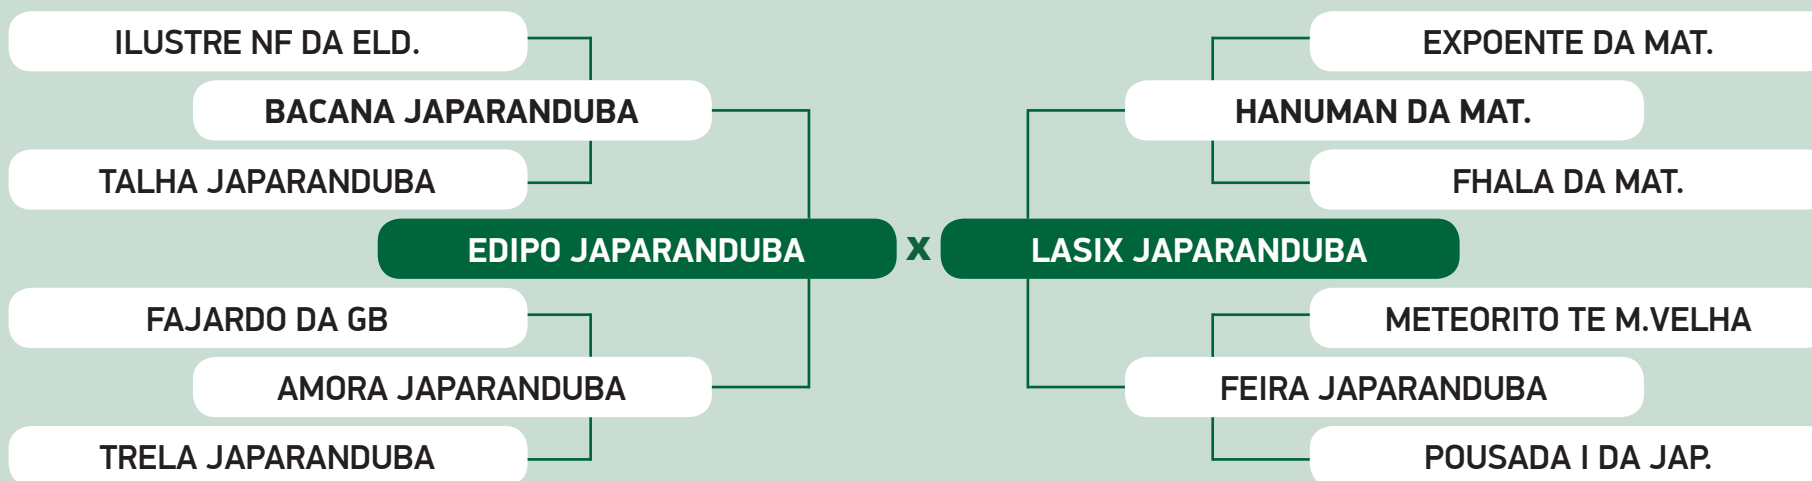 ILUSTRE NF DA ELD.
EXPOENTE DA MAT.
BACANA JAPARANDUBA
HANUMAN DA MAT.
TALHA JAPARANDUBA
FHALA DA MAT.
EDIPO JAPARANDUBA x LASIX JAPARANDUBA
FAJARDO DA GB
METEORITO TE M.VELHA
AMORA JAPARANDUBA
FEIRA JAPARANDUBA
TRELA JAPARANDUBA
POUSADA I DA JAP.